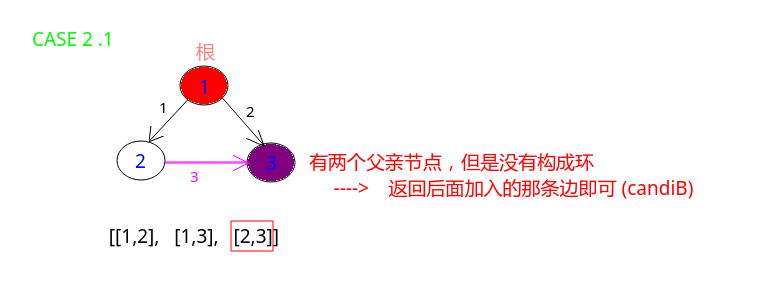 CASE 2 .1
根
1
1
2
2
3
3
有两个父亲节点，但是没有构成环
----> 返回后面加入的那条边即可 (candiB)
[[1,2], [1,3], [2,3]]